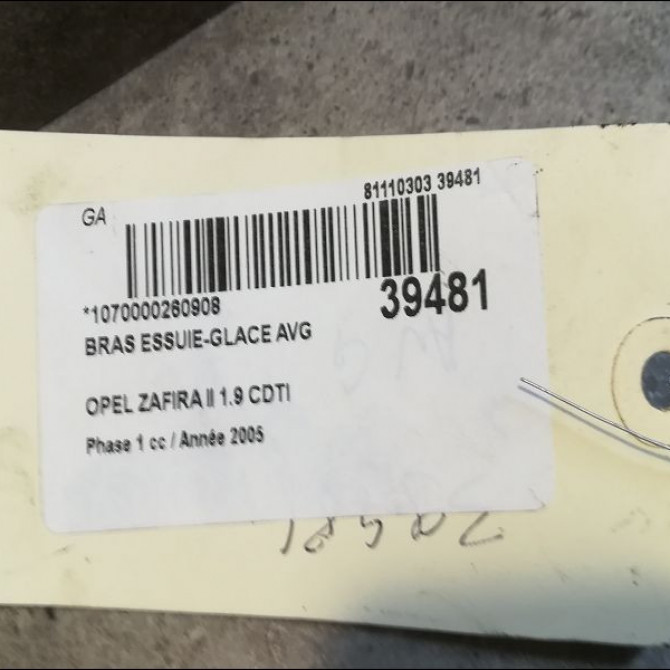 81110303 39481
GA
*1070000260908
39481
BRAS ESSUIE-GLACE AVG
OPEL ZAFIRA II 1.9 CDTI
Phase 1 cc / Année 2005